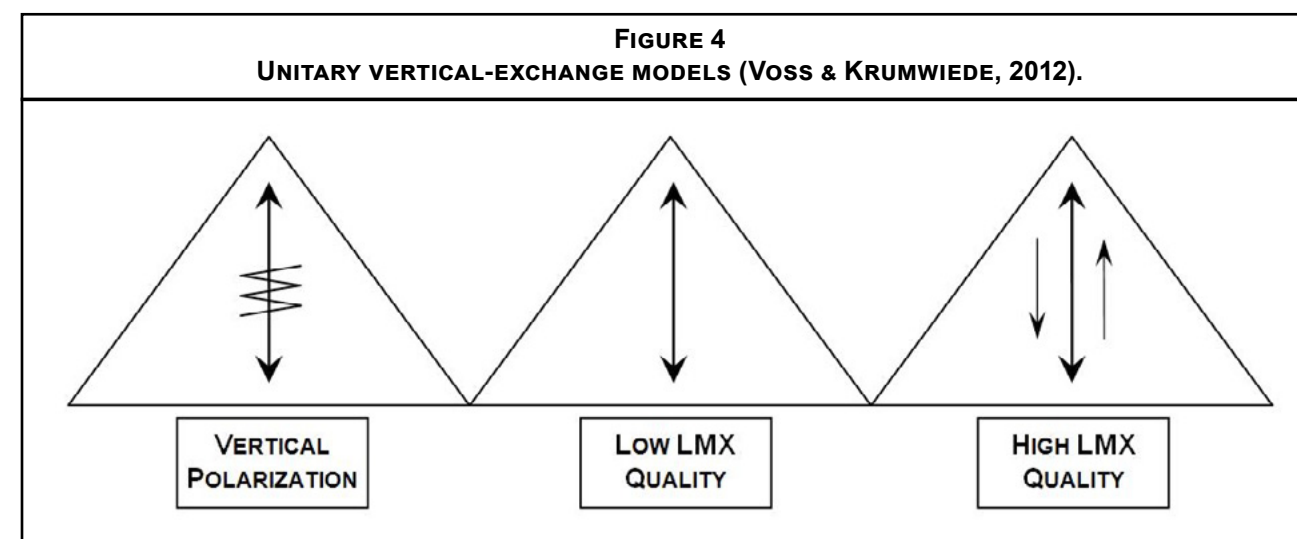 FIGURE 4
UNITARY VERTICAL-EXCHANGE MODELS (VOSS & KRUMWIEDE, 2012).
VERTICAL
POLARIZATION
LOW LMX
QUALITY
HIGH LMX
QUALITY